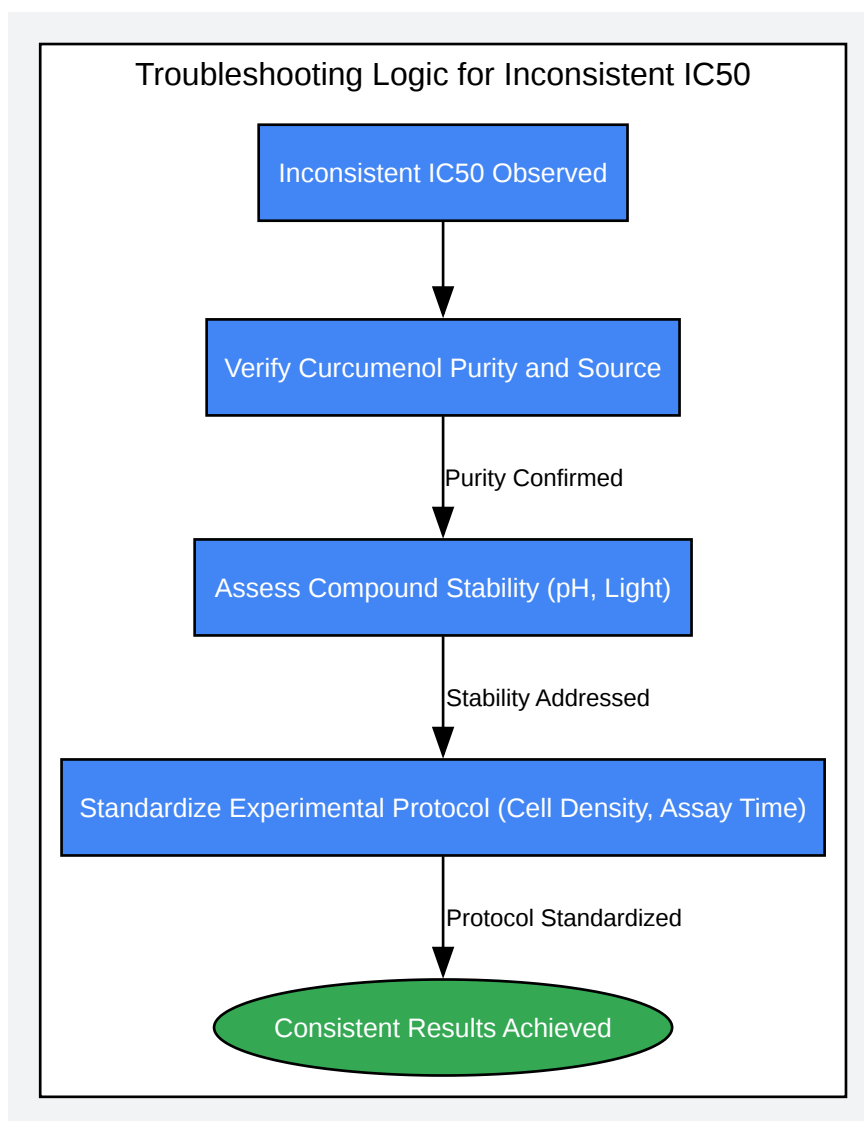 Troubleshooting Logic for Inconsistent IC50
Inconsistent IC50 Observed
Verify Curcumenol Purity and Source
Purity Confirmed
Assess Compound Stability (pH, Light)
Stability Addressed
Standardize Experimental Protocol (Cell Density, Assay Time)
Protocol Standardized
Consistent Results Achieved